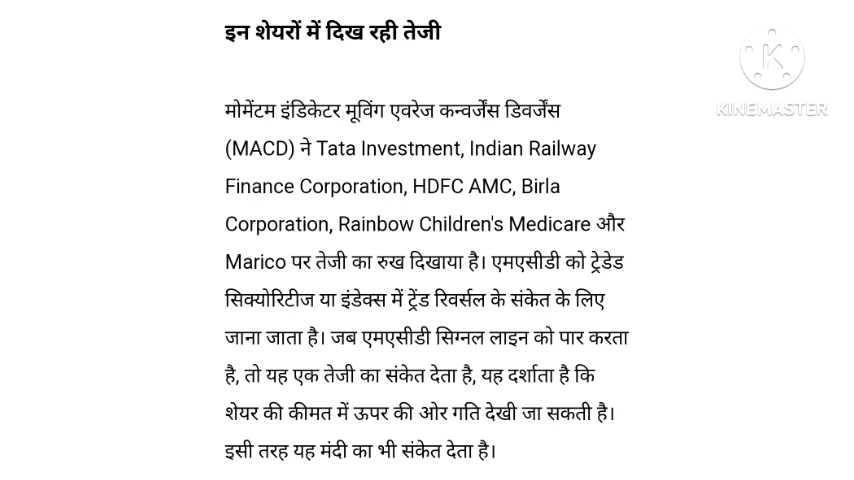 इन शेयरों में दिख रही तेजी
मोमेंटम इंडिकेटर मूविंग एवरेज कन्वर्जेंस डिवर्जेंस
(MACD) ने Tata Investment, Indian Railway
Finance Corporation, HDFC AMC, Birla
Corporation, Rainbow Children's Medicare और
Marico पर तेजी का रुख दिखाया है। एमएसीडी को ट्रेडेड
सिक्योरिटीज या इंडेक्स में ट्रेंड रिवर्सल के संकेत के लिए
जाना जाता है। जब एमएसीडी सिग्नल लाइन को पार करता
है, तो यह एक तेजी का संकेत देता है, यह दर्शाता है कि
शेयर की कीमत में ऊपर की ओर गति देखी जा सकती है।
इसी तरह यह मंदी का भी संकेत देता है।
K
KINEMASTER